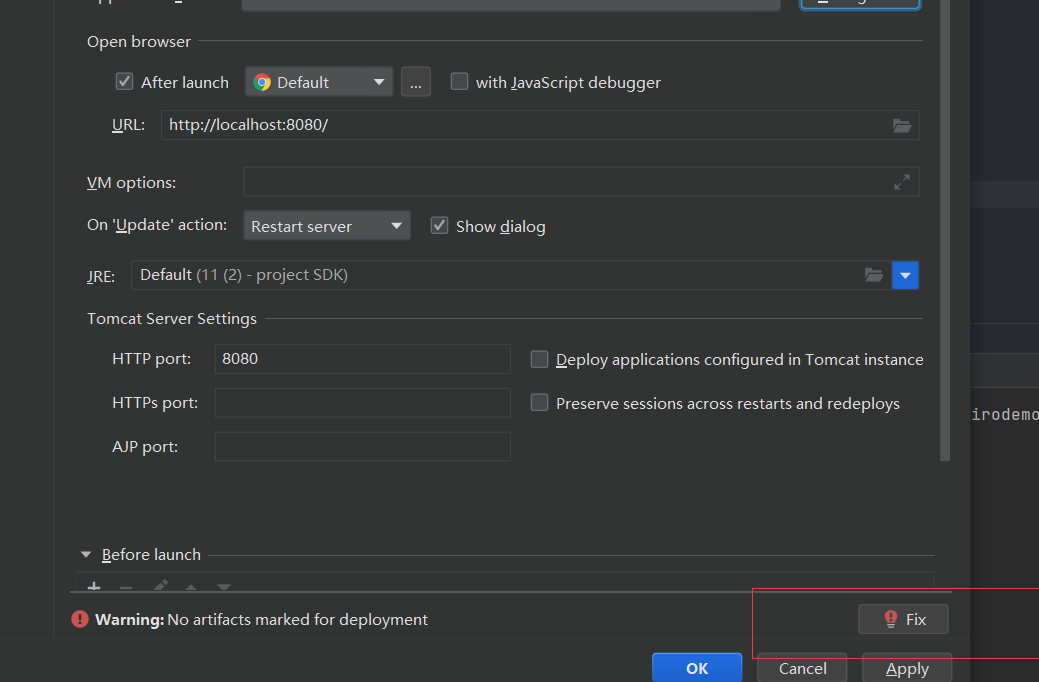 Open browser
After launch Default ... with JavaScript debugger
URL: http://localhost:8080/
VM options:
On 'Update' action: Restart server Show dialog
JRE: Default (11 (2) - project SDK)
Tomcat Server Settings
HTTP port: 8080 Deploy applications configured in Tomcat instance
HTTPs port: Preserve sessions across restarts and redeploys
irodemo
AJP port:
Before launch
Warning: No artifacts marked for deployment Fix
OK Cancel Apply